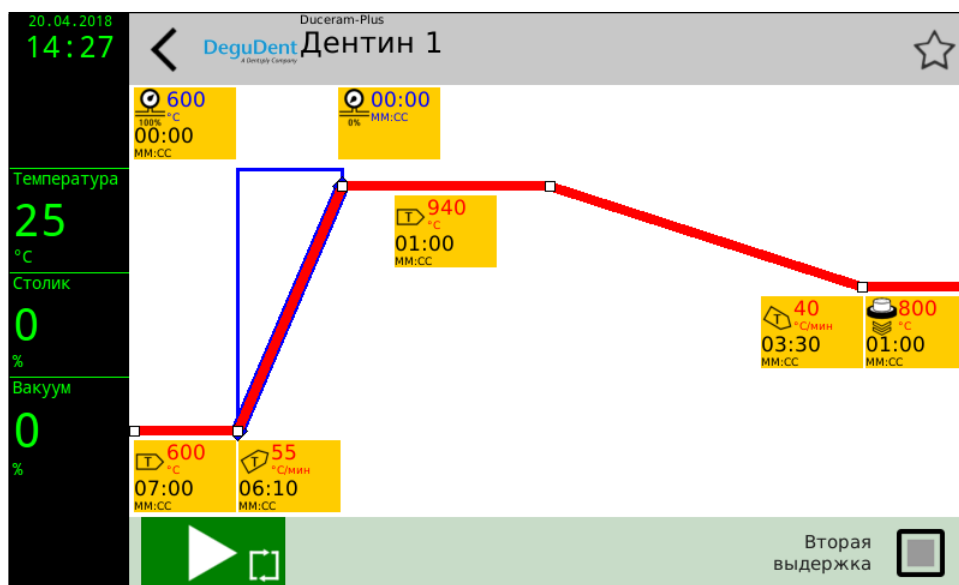 20.04.2018
14:27
Duceram-Plus
DeguDent
A Dentsply Company
Дентин 1
600
°C
100%
00:00
ММ:СС
00:00
ММ:СС
0%
Температура
25
°C
Столик
0
%
Вакуум
0
%
T
940
°C
01:00
ММ:СС
T
40
°C/мин
03:30
ММ:СС
800
°C
01:00
ММ:СС
T
600
°C
07:00
ММ:СС
T
55
°C/мин
06:10
ММ:СС
Вторая
выдержка